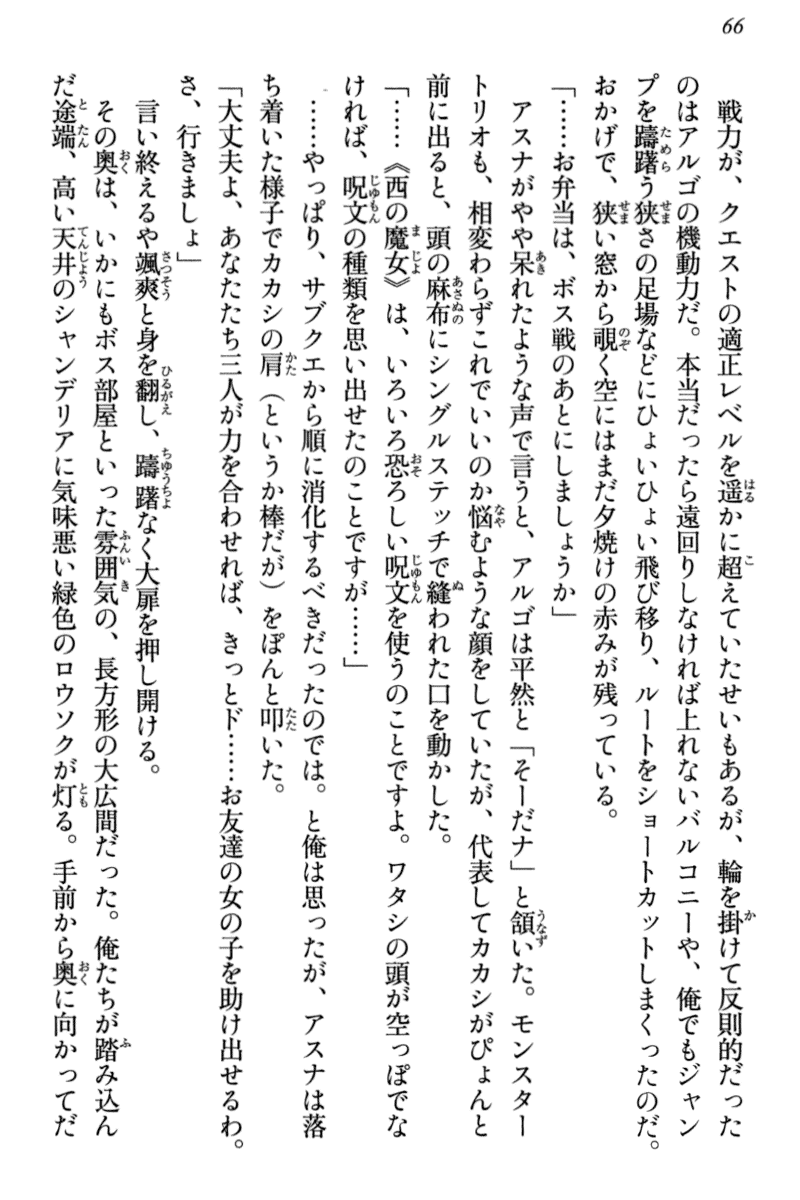 66
戦力が、クエストの適正レベルを遥かに超えていたせいもあるが、輪を掛けて反則的だった
のはアルゴの機動力だ。本当だったら遠回りしなければ上れないバルコニーや、俺でもジャン
プを躊躇う狭さの足場などにひょいひょい飛び移り、ルートをショートカットしまくったのだ。
おかげで、狭い窓から覗く空にはまだ夕焼けの赤みが残っている。
「……お弁当は、ボス戦のあとにしましょうか」
アスナがやや呆れたような声で言うと、アルゴは平然と「そーだナ」と頷いた。モンスター
トリオも、相変わらずこれでいいのか悩むような顔をしていたが、代表してカカシがぴょんと
前に出ると、頭の麻布にシングルステッチで縫われた口を動かした。
「……《西の魔女》は、いろいろ恐ろしい呪文を使うのことですよ。ワタシの頭が空っぽでな
ければ、呪文の種類を思い出せたのことですが……」
……やっぱり、サブクエから順に消化するべきだったのでは。と俺は思ったが、アスナは落
ち着いた様子でカカシの肩（というか棒だが）をぽんと叩いた。
「大丈夫よ、あなたたち三人が力を合わせれば、きっとド……お友達の女の子を助け出せるわ。
さ、行きましょ」
言い終えるや颯爽と身を翻し、躊躇なく大扉を押し開ける。
その奥は、いかにもボス部屋といった雰囲気の、長方形の大広間だった。俺たちが踏み込ん
だ途端、高い天井のシャンデリアに気味悪い緑色のロウソクが灯る。手前から奥に向かってだ